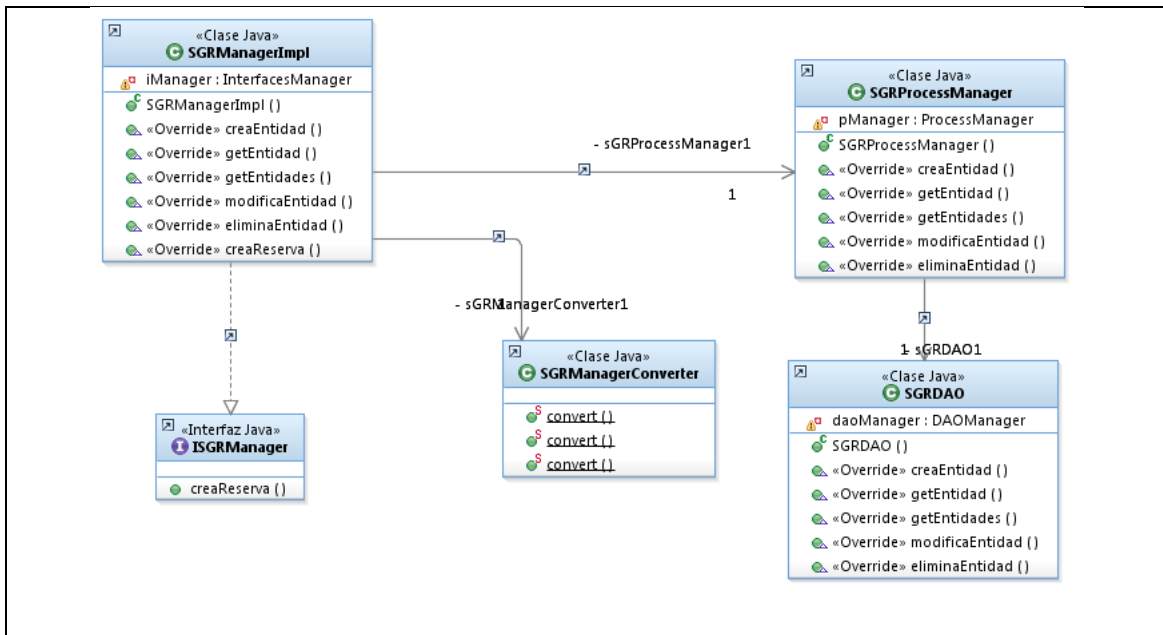 «Clase Java»
SGRManagerImpl
iManager : InterfacesManager
SGRManagerImpl ()
«Override» creaEntidad ()
«Override» getEntidad ()
«Override» getEntidades ()
«Override» modificaEntidad ()
«Override» eliminaEntidad ()
«Override» creaReserva ()
- sGRProcessManager1
1
«Clase Java»
SGRProcessManager
pManager : ProcessManager
SGRProcessManager ()
«Override» creaEntidad ()
«Override» getEntidad ()
«Override» getEntidades ()
«Override» modificaEntidad ()
«Override» eliminaEntidad ()
- sGRManagerConverter1
1
«Interfaz Java»
ISGRManager
creaReserva ()
«Clase Java»
SGRManagerConverter
convert ()
convert ()
convert ()
1
- sGRDAO1
«Clase Java»
SGRDAO
daoManager : DAOManager
SGRDAO ()
«Override» creaEntidad ()
«Override» getEntidad ()
«Override» getEntidades ()
«Override» modificaEntidad ()
«Override» eliminaEntidad ()